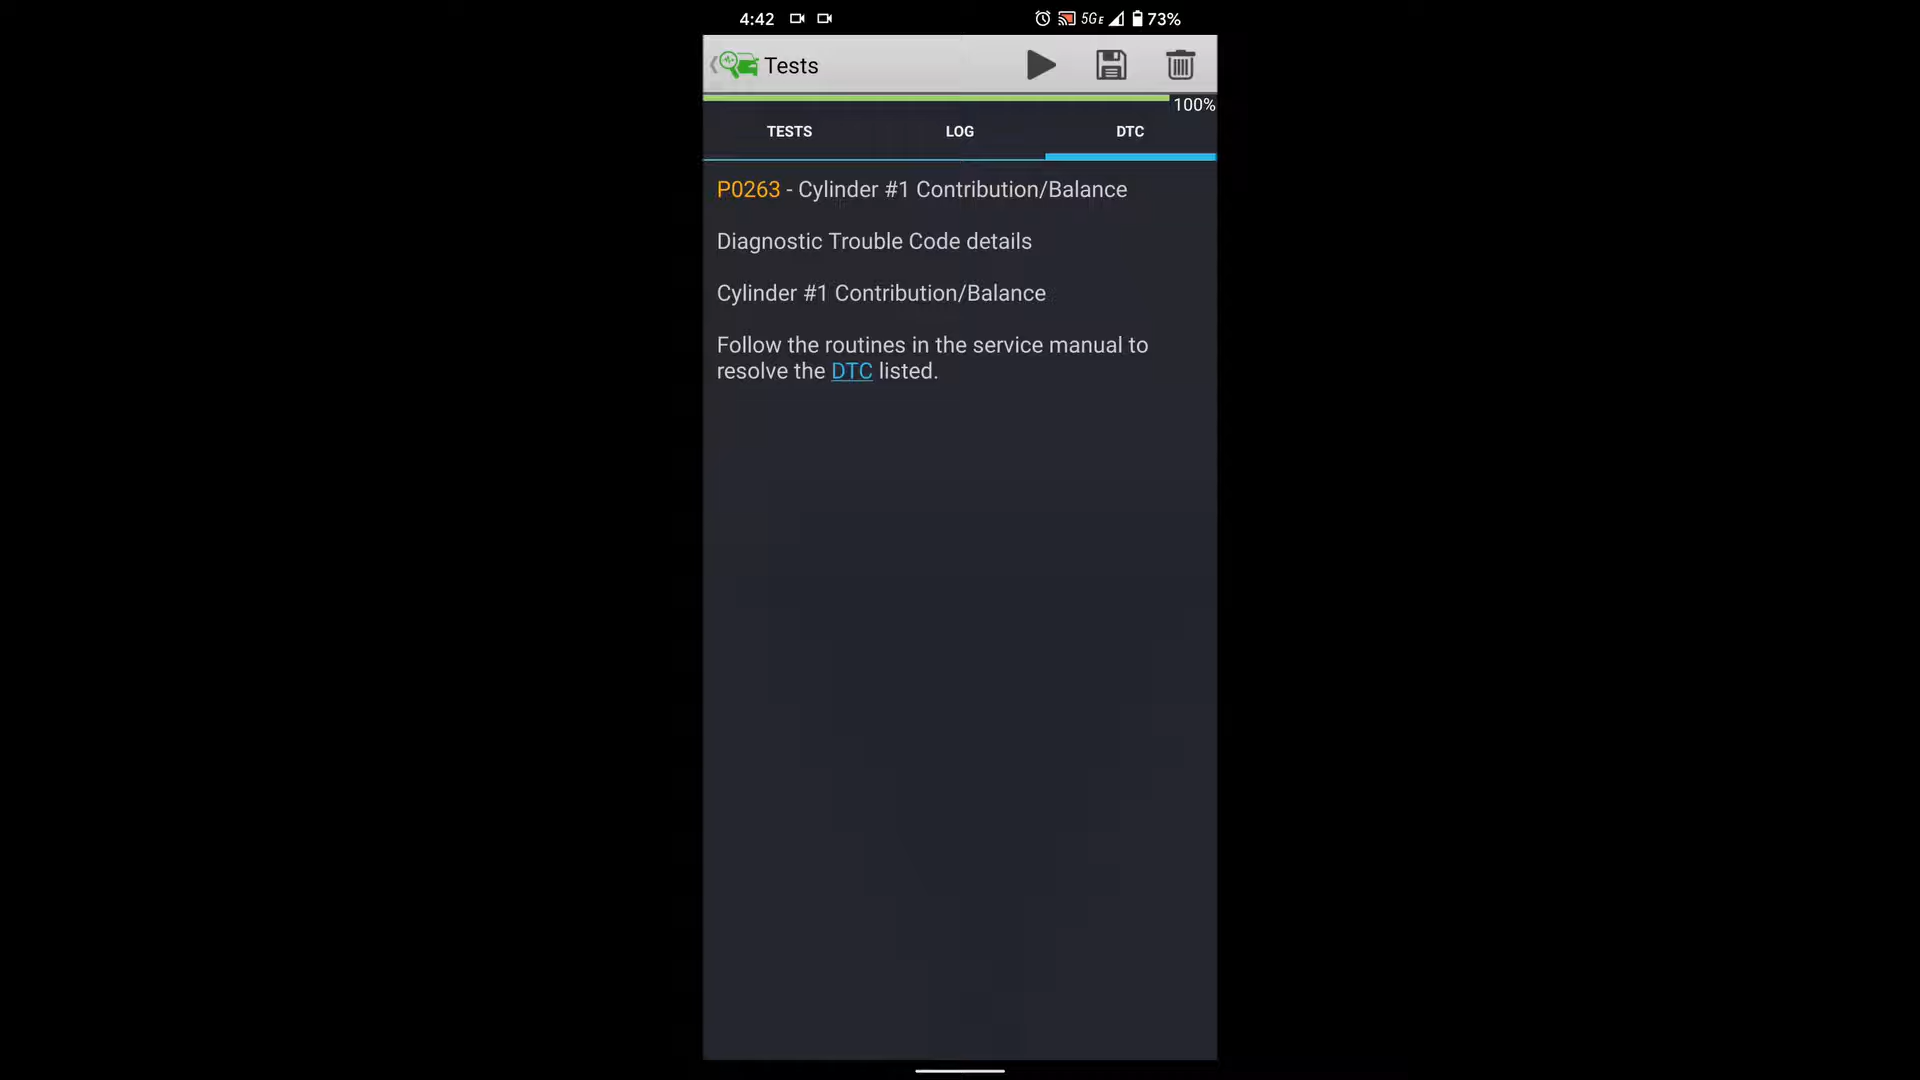 4:42 5GE 73%
Tests
100%
TESTS LOG DTC
P0263 - Cylinder #1 Contribution/Balance
Diagnostic Trouble Code details
Cylinder #1 Contribution/Balance
Follow the routines in the service manual to
resolve the DTC listed.